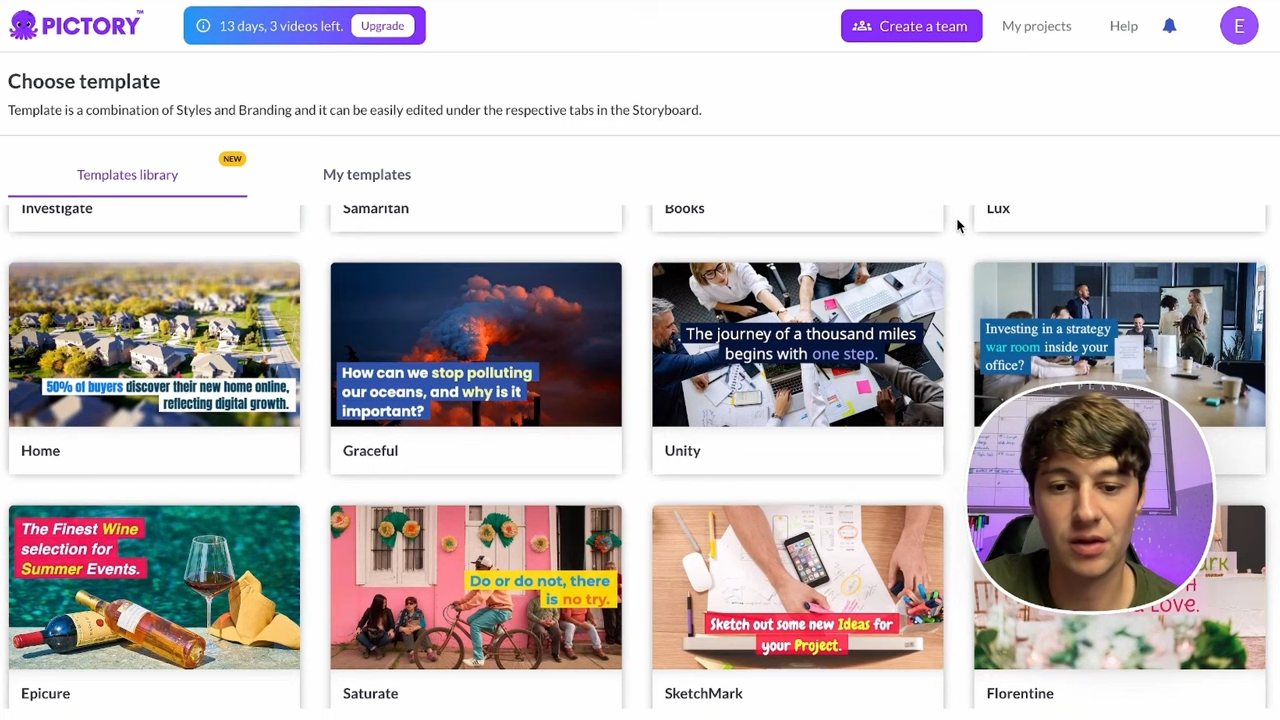 PICTORY™
13 days, 3 videos left.
Upgrade
Create a team
My projects
Help
E
Choose template
Template is a combination of Styles and Branding and it can be easily edited under the respective tabs in the Storyboard.
NEW
Templates library
My templates
Investigate
Samaritan
Books
Lux
50% of buyers discover their new home online,
reflecting digital growth.
How can we stop polluting
our oceans, and why is it
important?
The journey of a thousand miles
begins with one step.
Investing in a strategy
war room inside your
office?
Home
Graceful
Unity
The Finest Wine
selection for
Summer Events.
Do or do not, there
is no try.
Sketch out some new Ideas for
your Project.
Love.
Epicure
Saturate
SketchMark
Florentine